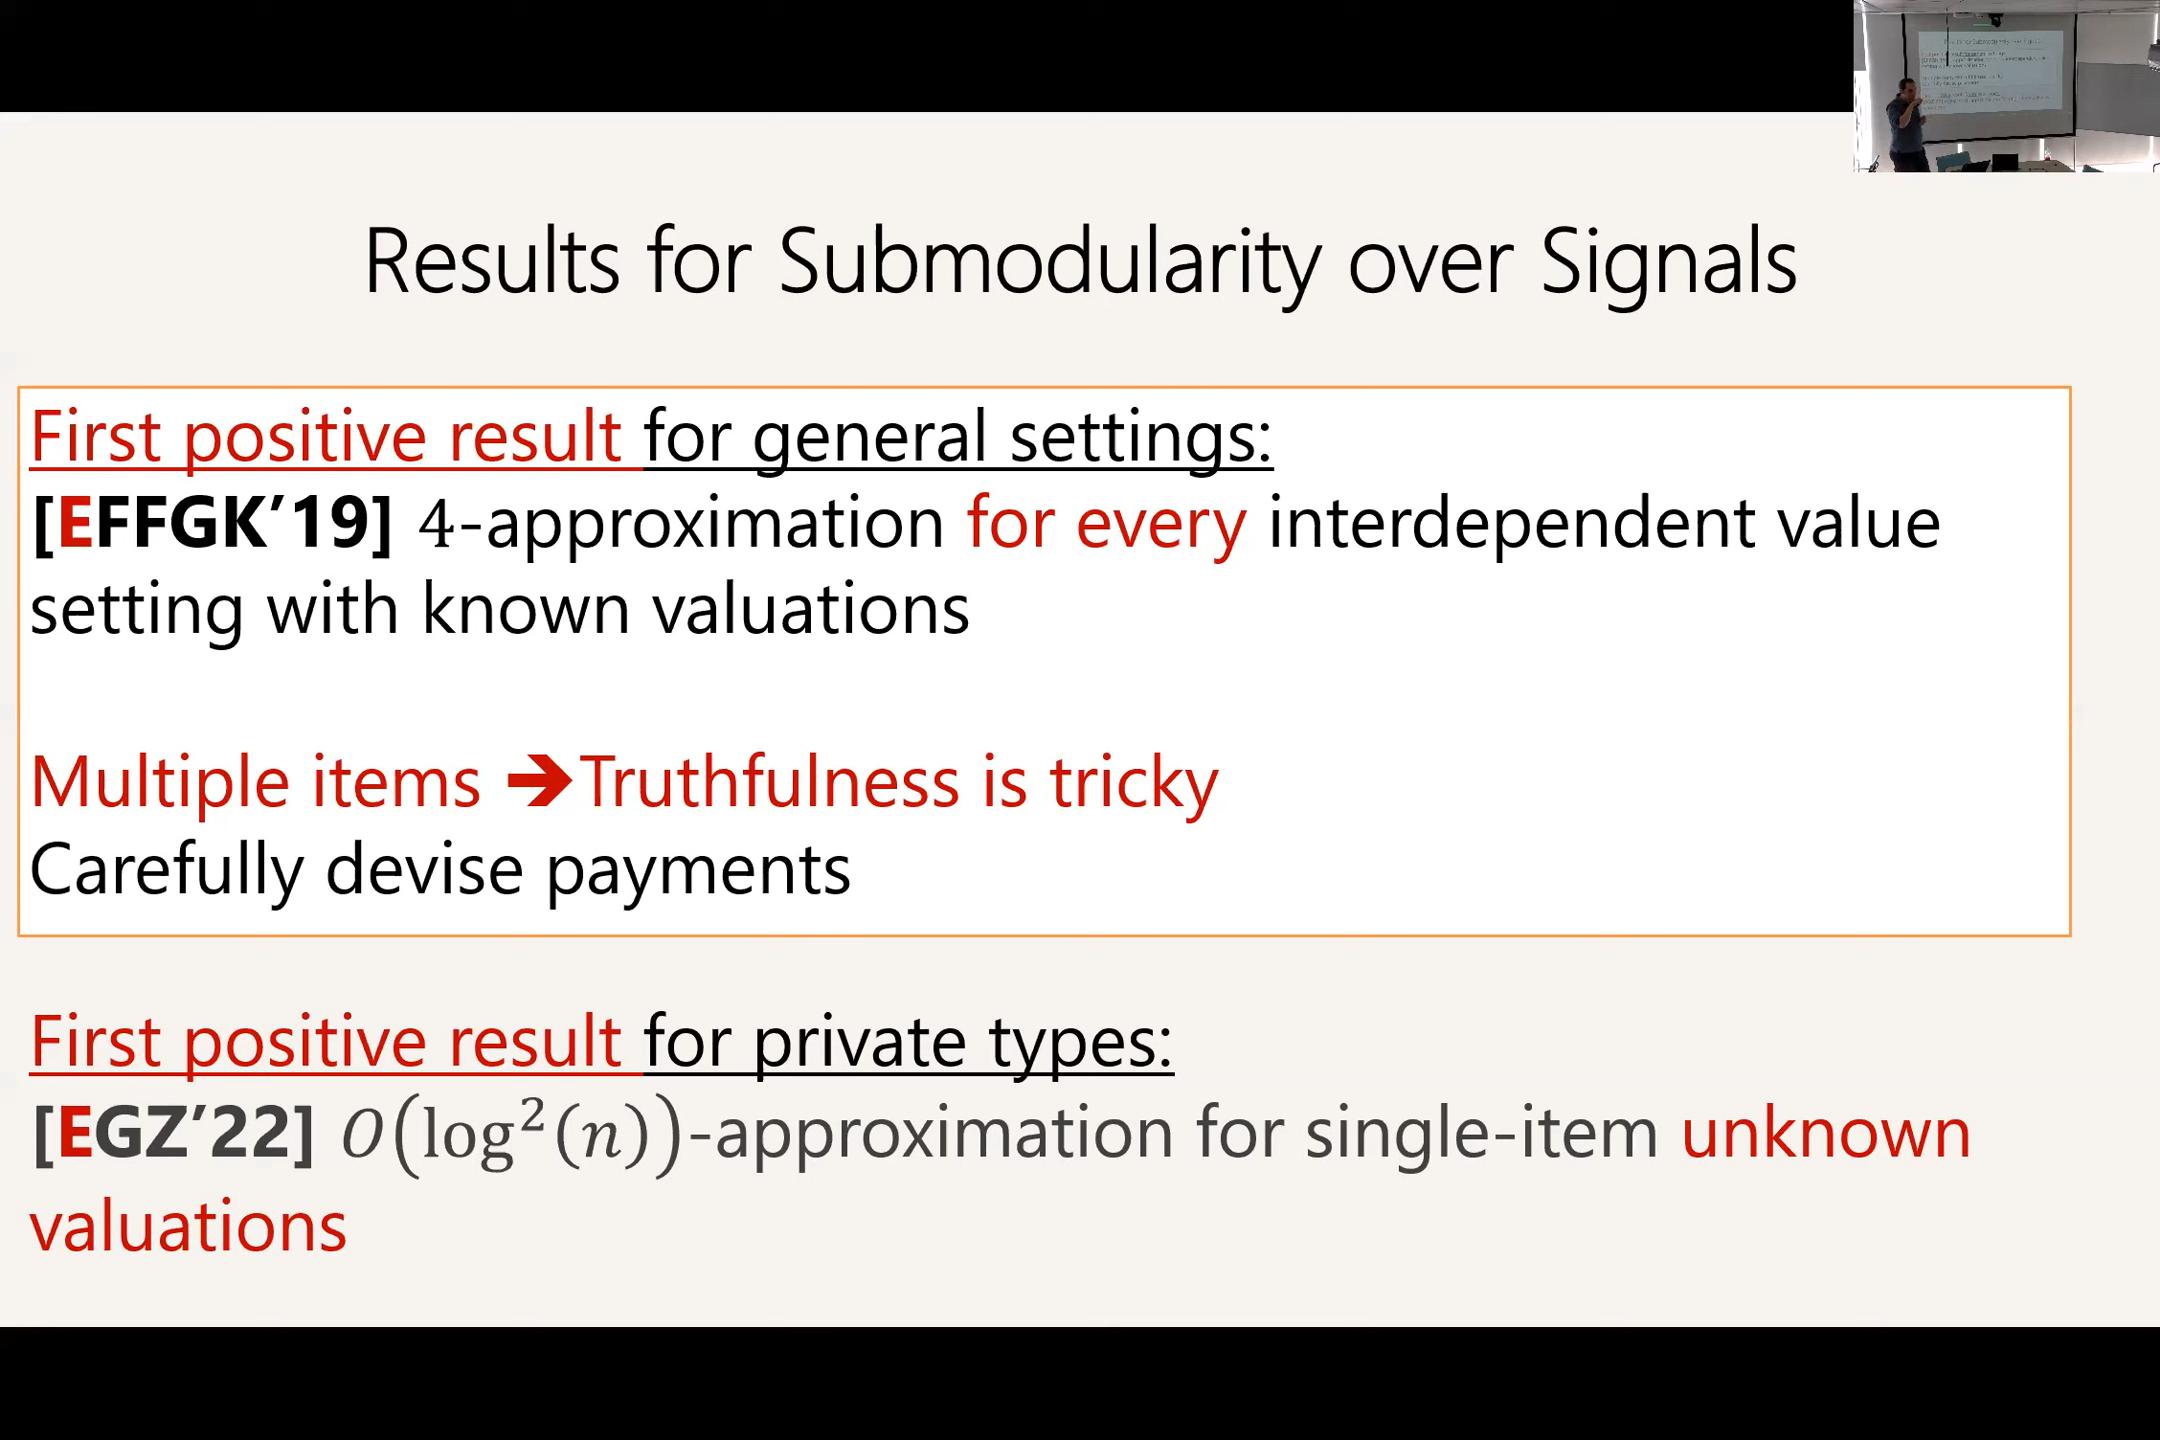 Results for Submodularity over Signals
First positive result for general settings:
[EFFGK’19] 4-approximation for every interdependent value
setting with known valuations
Multiple items ➔Truthfulness is tricky
Carefully devise payments
First positive result for private types:
[EGZ’22] O(log²(n))-approximation for single-item unknown
valuations